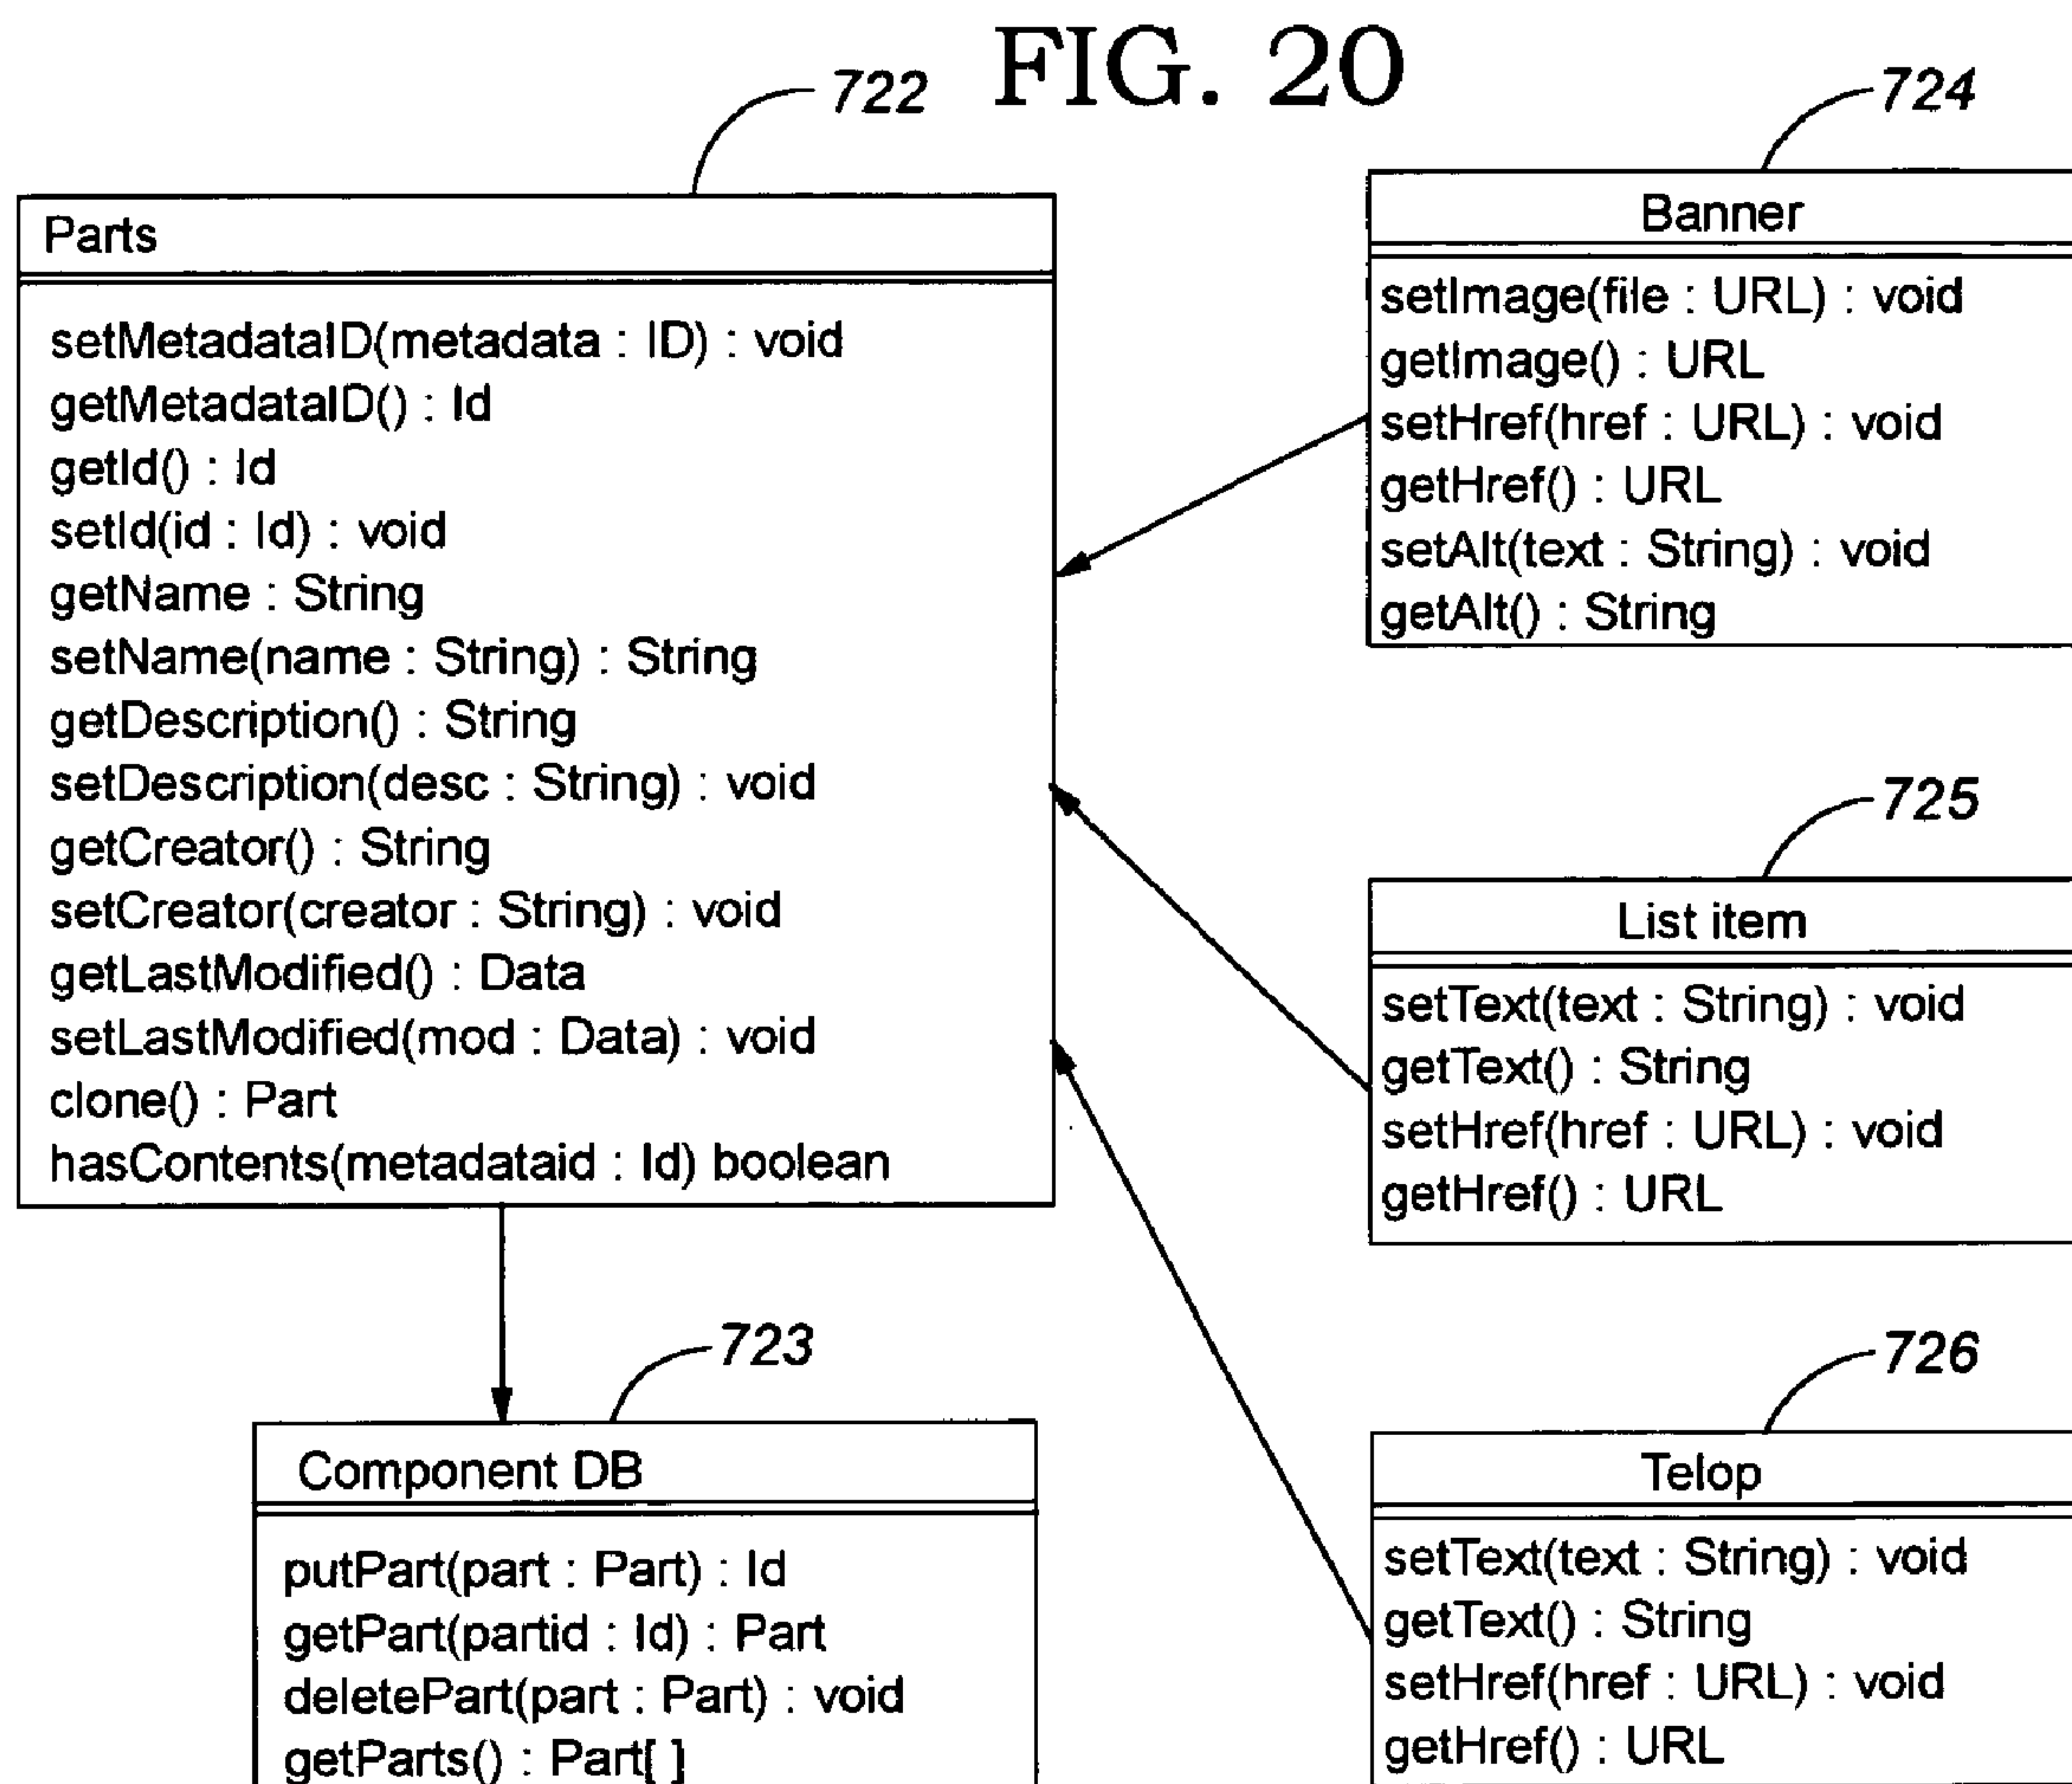 FIG. 20
722
Parts
setMetadataID(metadata : ID) : void
getMetadataID() : Id
getId() : Id
setId(id : Id) : void
getName : String
setName(name : String) : String
getDescription() : String
setDescription(desc : String) : void
getCreator() : String
setCreator(creator : String) : void
getLastModified() : Data
setLastModified(mod : Data) : void
clone() : Part
hasContents(metadataid : Id) boolean
723
Component DB
putPart(part : Part) : Id
getPart(partid : Id) : Part
deletePart(part : Part) : void
getParts() : Part[ ]
724
Banner
setImage(file : URL) : void
getImage() : URL
setHref(href : URL) : void
getHref() : URL
setAlt(text : String) : void
getAlt() : String
725
List item
setText(text : String) : void
getText() : String
setHref(href : URL) : void
getHref() : URL
726
Telop
setText(text : String) : void
getText() : String
setHref(href : URL) : void
getHref() : URL